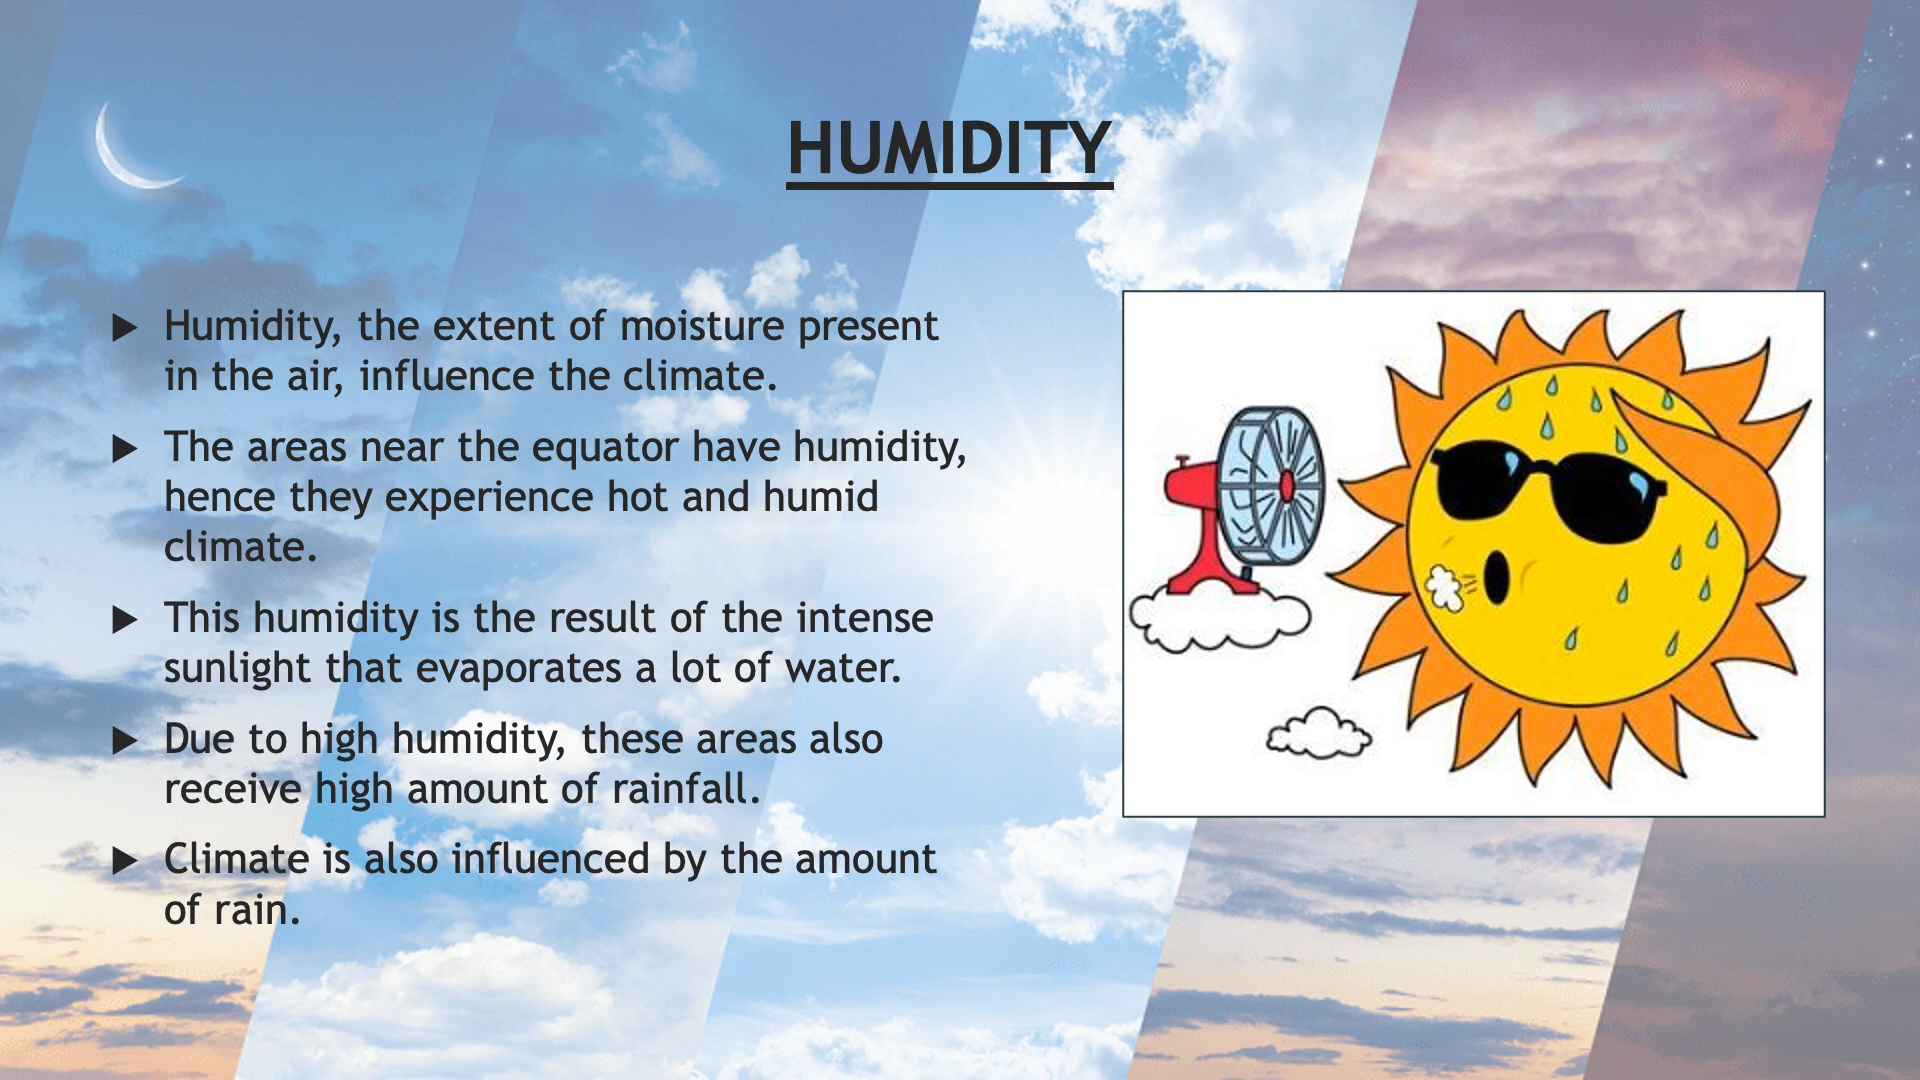 HUMIDITY
Humidity, the extent of moisture present
in the air, influence the climate.
The areas near the equator have humidity,
hence they experience hot and humid
climate.
This humidity is the result of the intense
sunlight that evaporates a lot of water.
Due to high humidity, these areas also
receive high amount of rainfall.
Climate is also influenced by the amount
of rain.